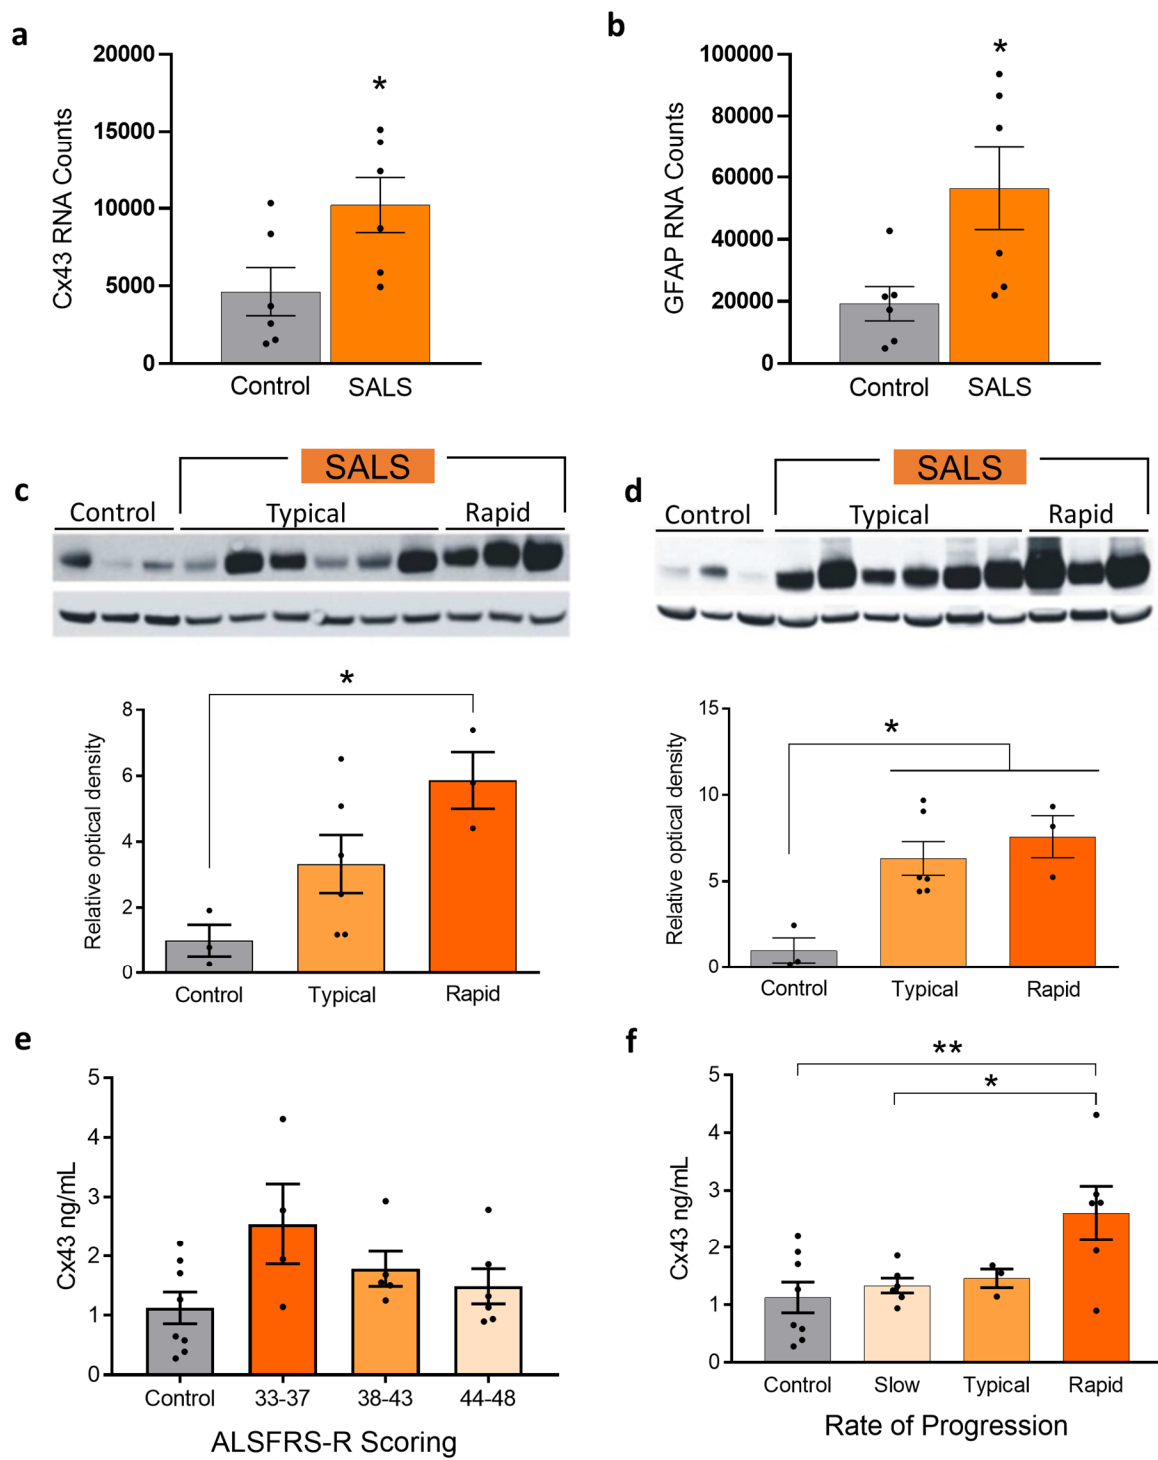 a
20000
15000
10000
5000
0
Cx43 RNA Counts
*
Control
SALS
b
100000
80000
60000
40000
20000
0
GFAP RNA Counts
*
Control
SALS
c
SALS
Control
Typical
Rapid
8
6
4
2
0
Relative optical density
*
Control
Typical
Rapid
d
SALS
Control
Typical
Rapid
15
10
5
0
Relative optical density
*
Control
Typical
Rapid
e
5
4
3
2
1
0
Cx43 ng/mL
Control
33-37
38-43
44-48
ALSFRS-R Scoring
f
5
4
3
2
1
0
Cx43 ng/mL
**
*
Control
Slow
Typical
Rapid
Rate of Progression